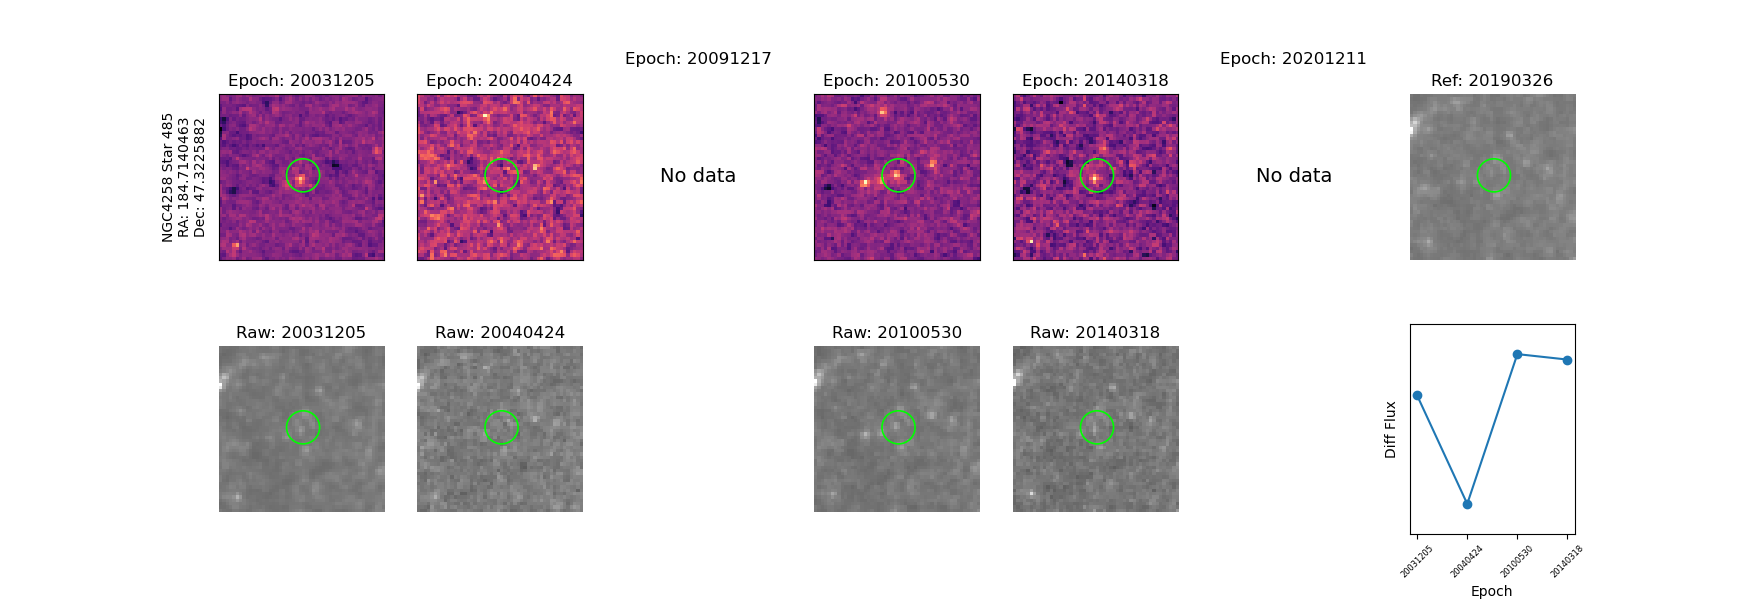 Epoch: 20091217
Epoch: 20201211
Epoch: 20031205
Epoch: 20040424
Epoch: 20100530
Epoch: 20140318
Ref: 20190326
NGC4258 Star 485
RA: 184.7140463
Dec: 47.3225882
No data
No data
Raw: 20031205
Raw: 20040424
Raw: 20100530
Raw: 20140318
Diff Flux
20031205
20040424
20100530
20140318
Epoch